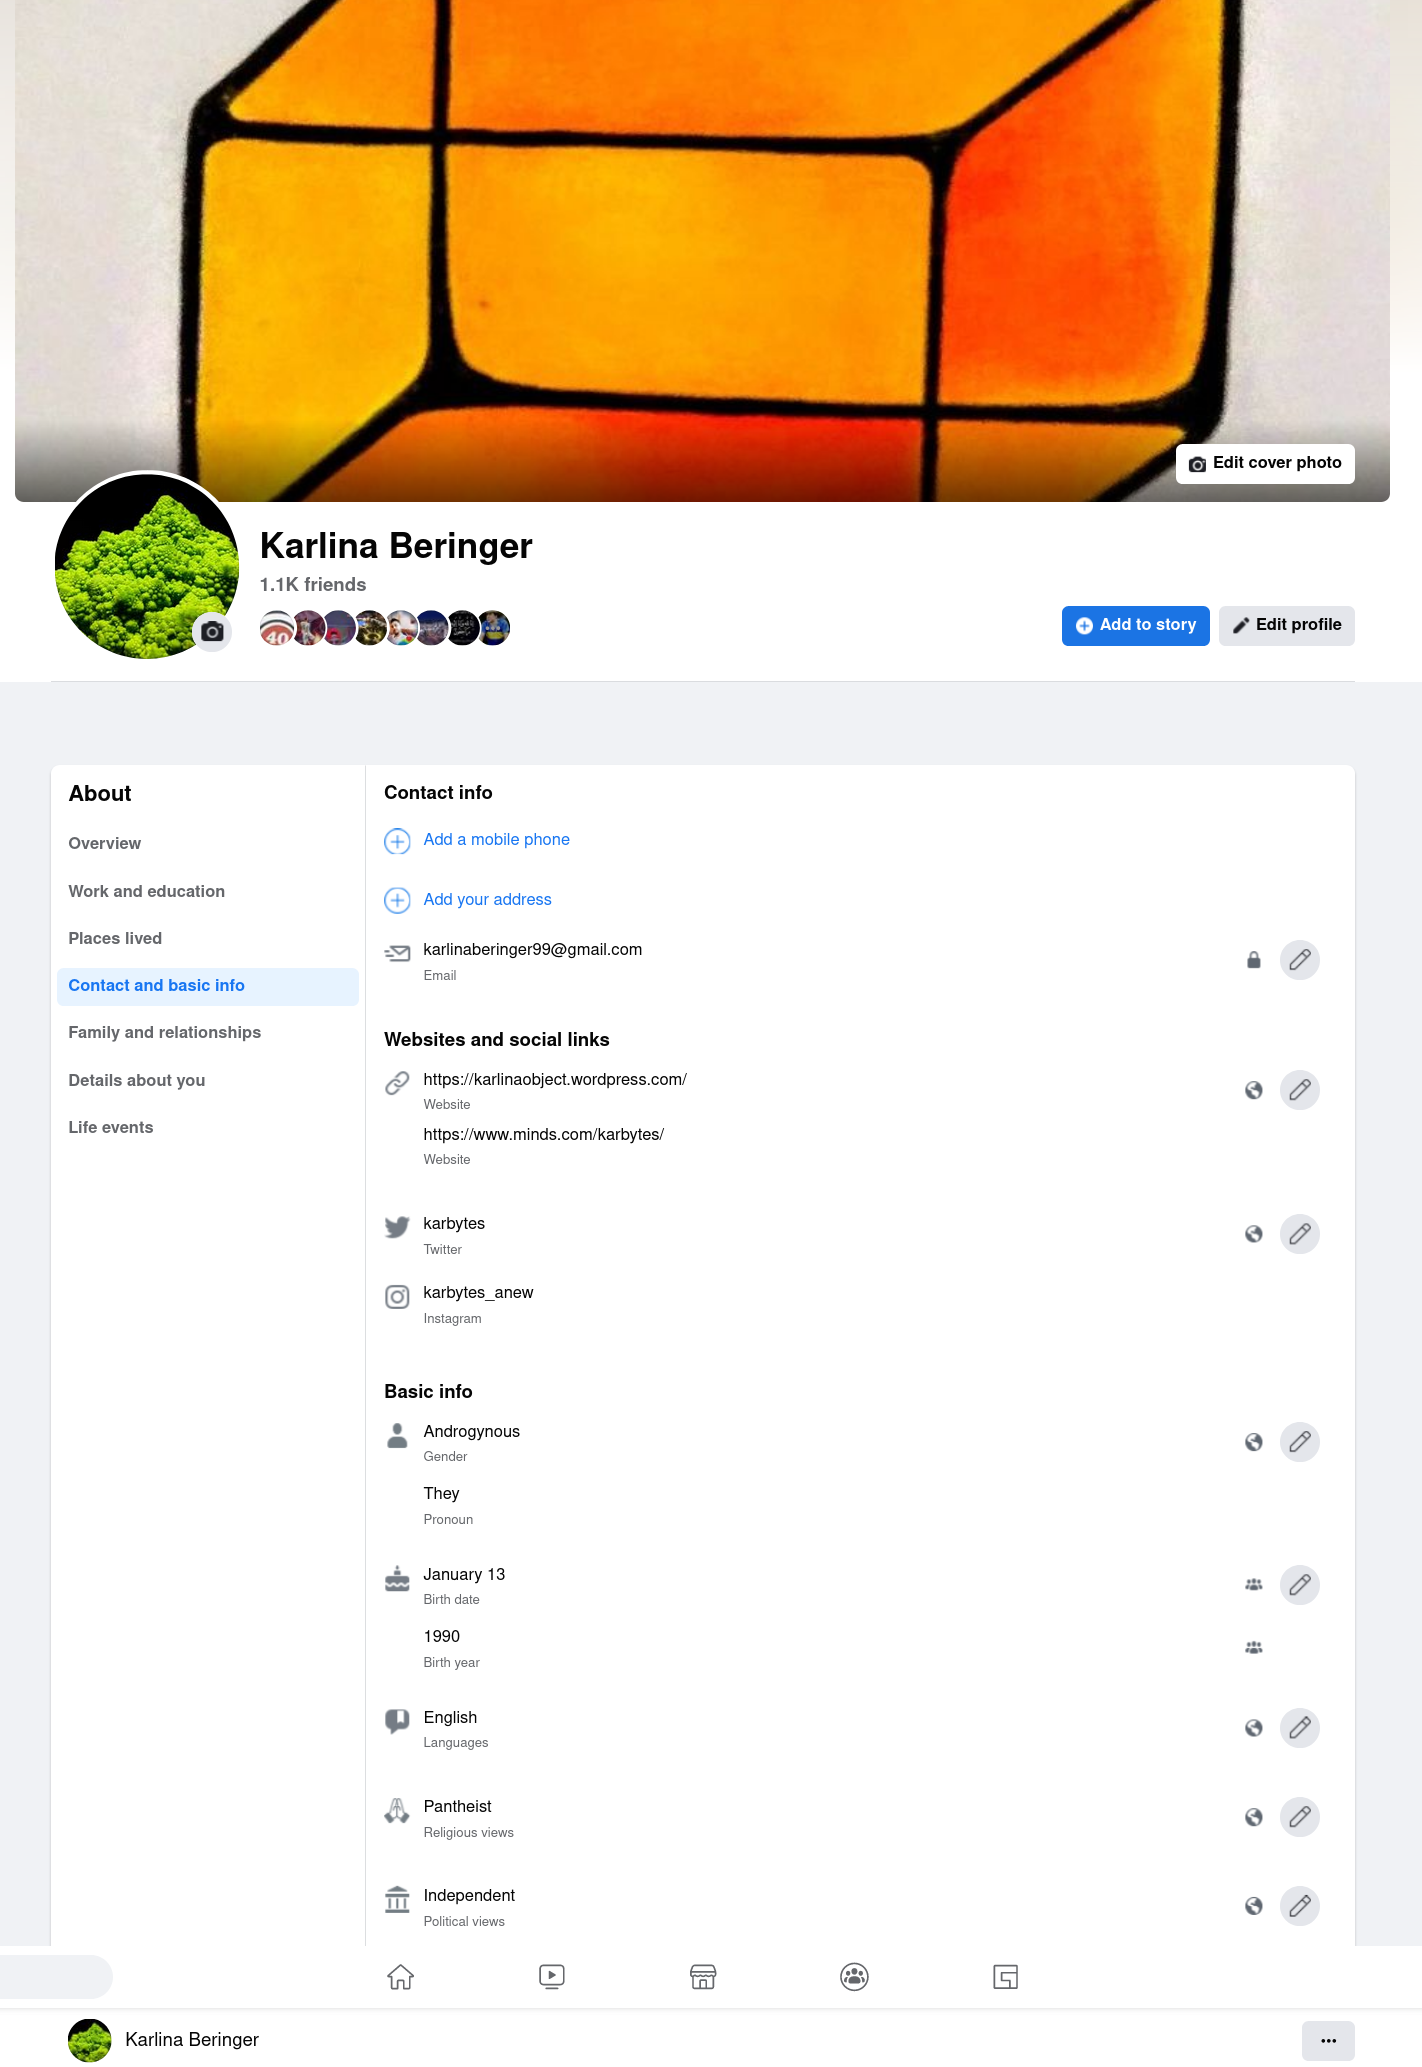 Edit cover photo
Karlina Beringer
1.1K friends
40
Add to story
Edit profile
About
Overview
Work and education
Places lived
Contact and basic info
Family and relationships
Details about you
Life events
Contact info
Add a mobile phone
Add your address
karlinaberinger99@gmail.com
Email
Websites and social links
https://karlinaobject.wordpress.com/
Website
https://www.minds.com/karbytes/
Website
karbytes
Twitter
karbytes_anew
Instagram
Basic info
Androgynous
Gender
They
Pronoun
January 13
Birth date
1990
Birth year
English
Languages
Pantheist
Religious views
Independent
Political views
Karlina Beringer